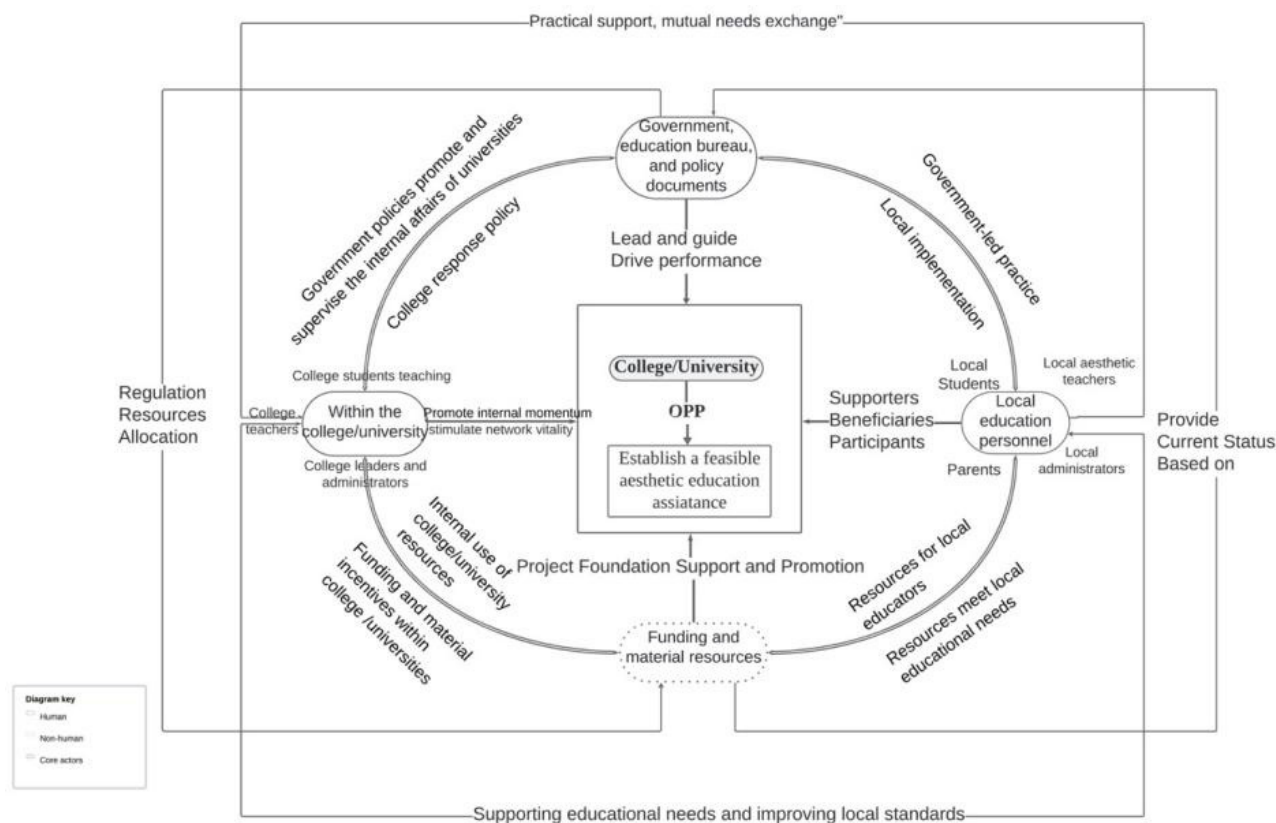 Practical support, mutual needs exchange"
Government,
education bureau,
and policy
documents
Government policies promote and
supervise the internal affairs of universities
College response policy
Government-led practice
Local implementation
Lead and guide
Drive performance
College/University
OPP
Establish a feasible
aesthetic education
assiatance
Regulation
Resources
Allocation
College students teaching
College
teachers
Within the
college/university
College leaders and
administrators
Promote internal momentum
stimulate network vitality
Supporters
Beneficiaries
Participants
Local
Students
Local aesthetic
teachers
Local
education
personnel
Parents
Local
administrators
Provide
Current Status
Based on
Internal use of
college/university
resources
Funding and material
incentives within
college /universities
Project Foundation Support and Promotion
Resources for local
educators
Resources meet local
educational needs
Funding and
material resources
Diagram key
Human
Non-human
Core actors
Supporting educational needs and improving local standards